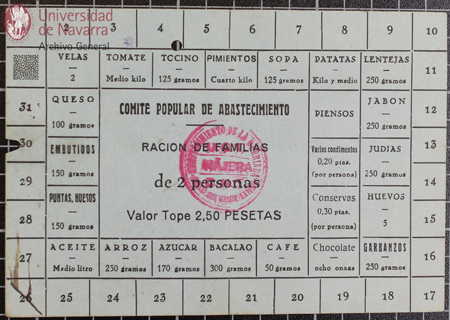 Universidad
de Navarra
Archivo General
2 3 4 5 6 7 8 9 10
VELAS
2
TOMATE
Medio kilo
TOCINO
125 gramos
PIMIENTOS
Cuarto kilo
SOPA
125 gramos
PATATAS
Kilo y medio
LENTEJAS
250 gramos
11
31
QUESO
100 gramos
COMITE POPULAR DE ABASTECIMIENTO
PIENSOS
JABON
250 gramos
12
30
EMBUTIDOS
150 gramos
RACION DE FAMILIAS
Varios condimentos
0,20 ptas.
(por persona)
JUDIAS
250 gramos
13
29
de 2 personas
NAJERA
14
28
PUNTAS, HUESOS
150 gramos
Valor Tope 2,50 PESETAS
Conservas
0,30 ptas.
(por persona)
HUEVOS
5
15
27
ACEITE
Medio litro
ARROZ
250 gramos
AZUCAR
170 gramos
BACALAO
300 gramos
CAFE
50 gramos
Chocolate
ocho onzas
GARBANZOS
250 gramos
16
26 25 24 23 22 21 20 19 18 17